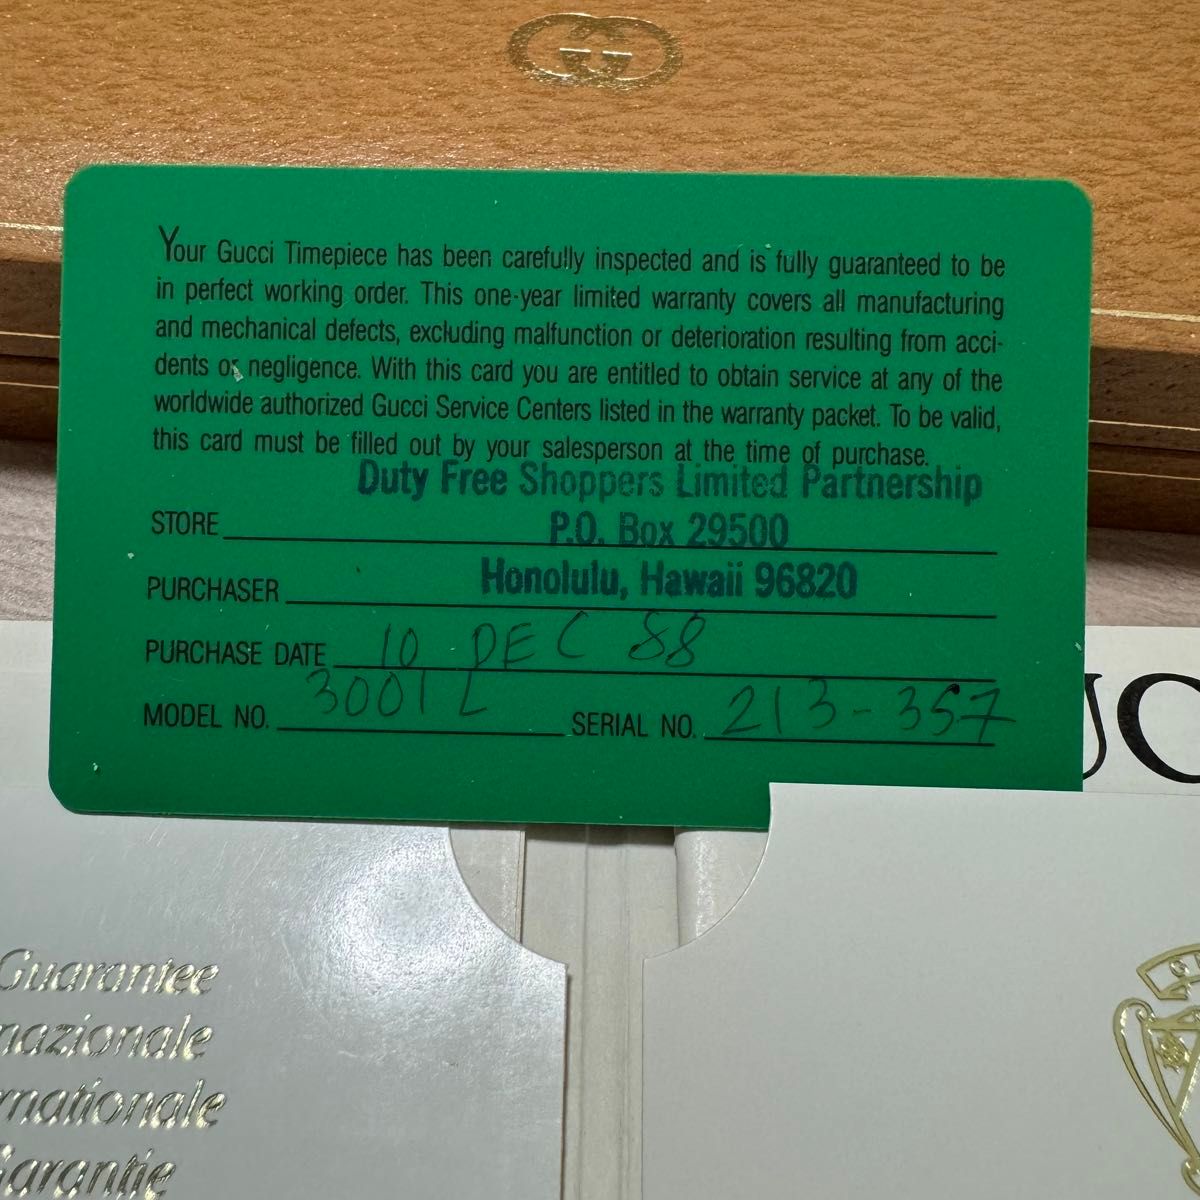 Your Gucci Timepiece has been carefully inspected and is fully guaranteed to be
in perfect working order. This one-year limited warranty covers all manufacturing
and mechanical defects, excluding malfunction or deterioration resulting from acci-
dents or negligence. With this card you are entitled to obtain service at any of the
worldwide authorized Gucci Service Centers listed in the warranty packet. To be valid,
this card must be filled out by your salesperson at the time of purchase.
Duty Free Shoppers Limited Partnership
STORE P.O. Box 29500
PURCHASER Honolulu, Hawaii 96820
PURCHASE DATE 10 DEC 88
MODEL NO. 3001 L SERIAL NO. 213-357
UC
Guarantee
nazionale
rnationale
Garantie